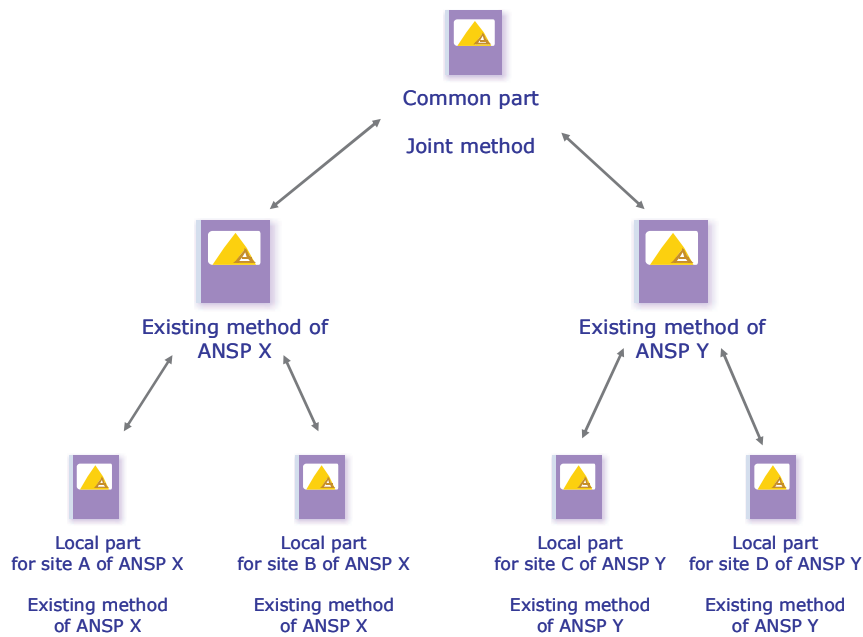 Common part
Joint method
Existing method of
ANSP X
Existing method of
ANSP Y
Local part
for site A of ANSP X
Existing method
of ANSP X
Local part
for site B of ANSP X
Existing method
of ANSP X
Local part
for site C of ANSP Y
Existing method
of ANSP Y
Local part
for site D of ANSP Y
Existing method
of ANSP Y